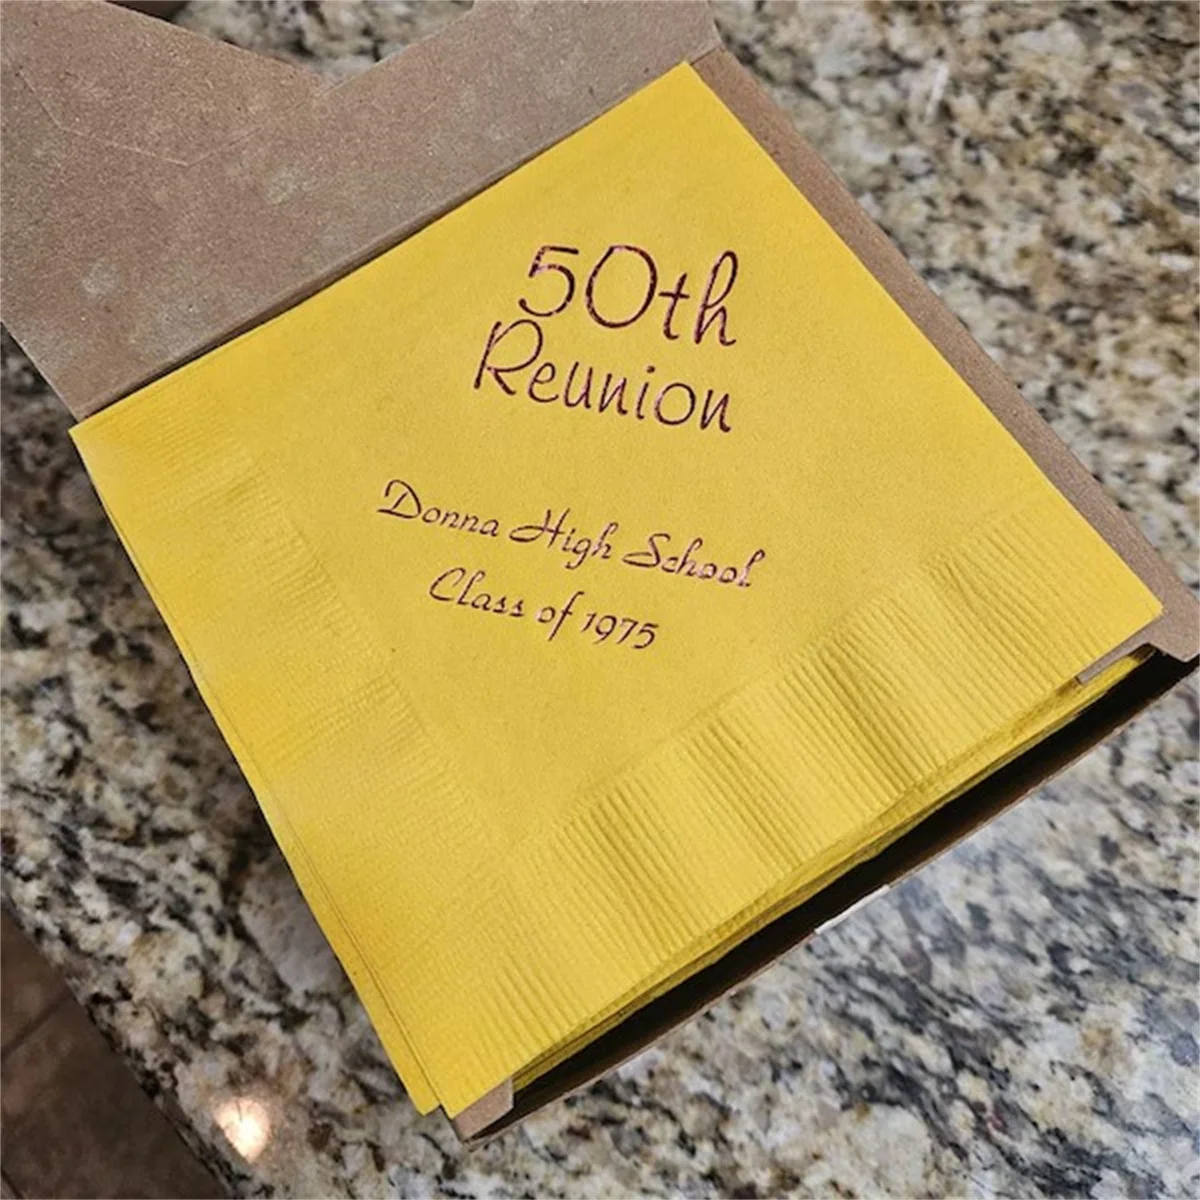 50th
Reunion
Donna High School
Class of 1975